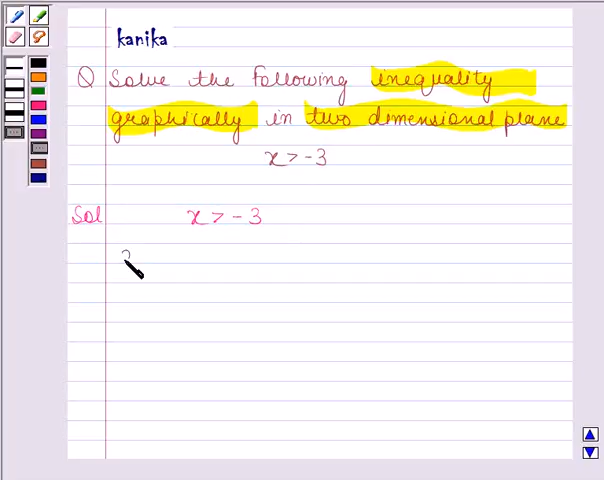 kanika
Q Solve the following inequality
graphically in two dimensional plane
x > -3
Sol x > -3